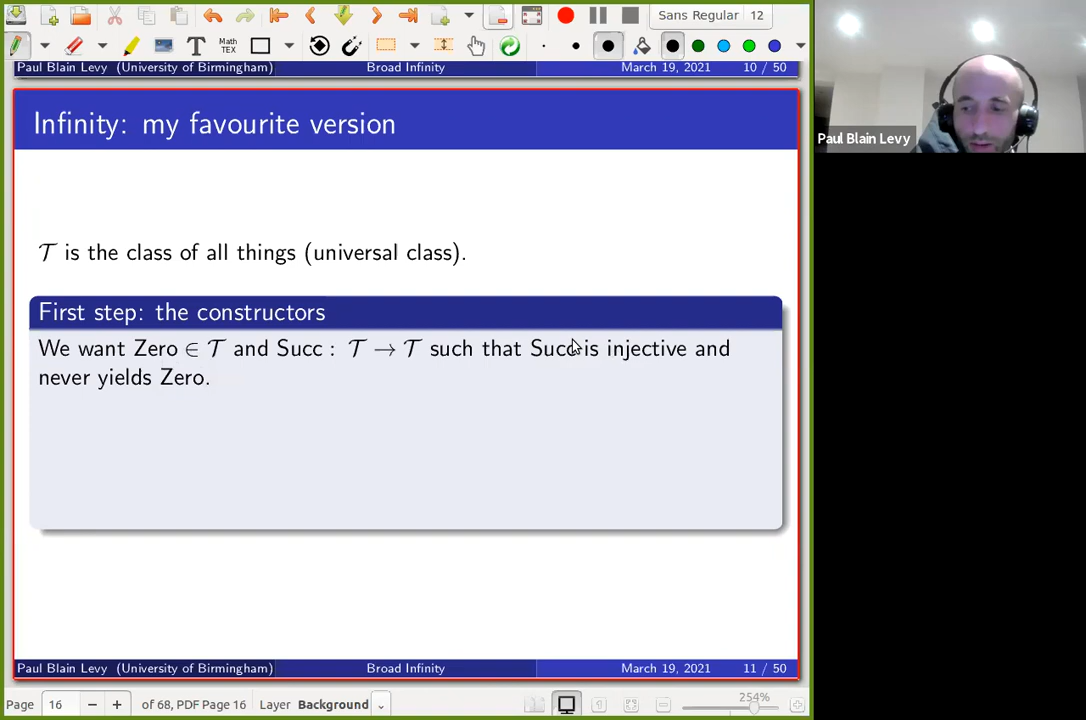 Sans Regular 12
Math
TEX
Paul Blain Levy (University of Birmingham) Broad Infinity March 19, 2021 10 / 50
Infinity: my favourite version
𝒯 is the class of all things (universal class).
First step: the constructors
We want Zero ∈ 𝒯 and Succ : 𝒯 → 𝒯 such that Succ is injective and
never yields Zero.
Paul Blain Levy (University of Birmingham) Broad Infinity March 19, 2021 11 / 50
Page 16 of 68, PDF Page 16 Layer Background 254%
Paul Blain Levy